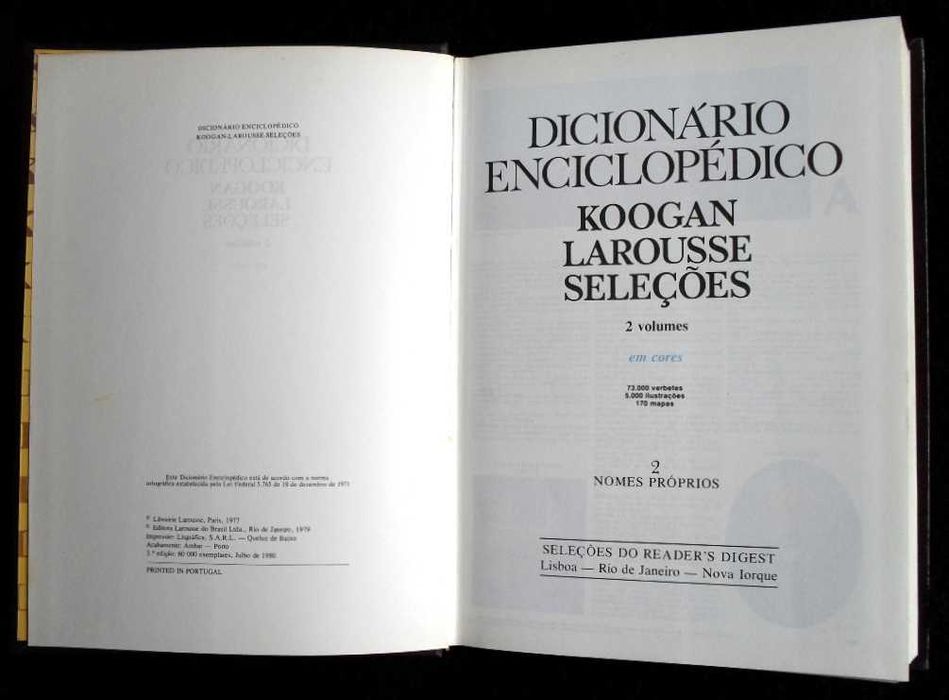 DICIONÁRIO ENCICLOPÉDICO
KOOGAN-LAROUSSE-SELEÇÕES
Este Dicionário Enciclopédico está de acordo com a norma
ortográfica estabelecida pela Lei Federal 5.765 de 18 de dezembro de 1971
© Librairie Larousse, Paris, 1977
© Editora Larousse do Brasil Ltda., Rio de Janeiro, 1979
Impressão: Lisgráfica, S.A.R.L. — Queluz de Baixo
Acabamento: Ambar — Porto
3.ª edição: 60 000 exemplares, Julho de 1980
PRINTED IN PORTUGAL
DICIONÁRIO
ENCICLOPÉDICO
KOOGAN
LAROUSSE
SELEÇÕES
2 volumes
em cores
73.000 verbetes
5.000 ilustrações
170 mapas
2
NOMES PRÓPRIOS
SELEÇÕES DO READER'S DIGEST
Lisboa — Rio de Janeiro — Nova Iorque